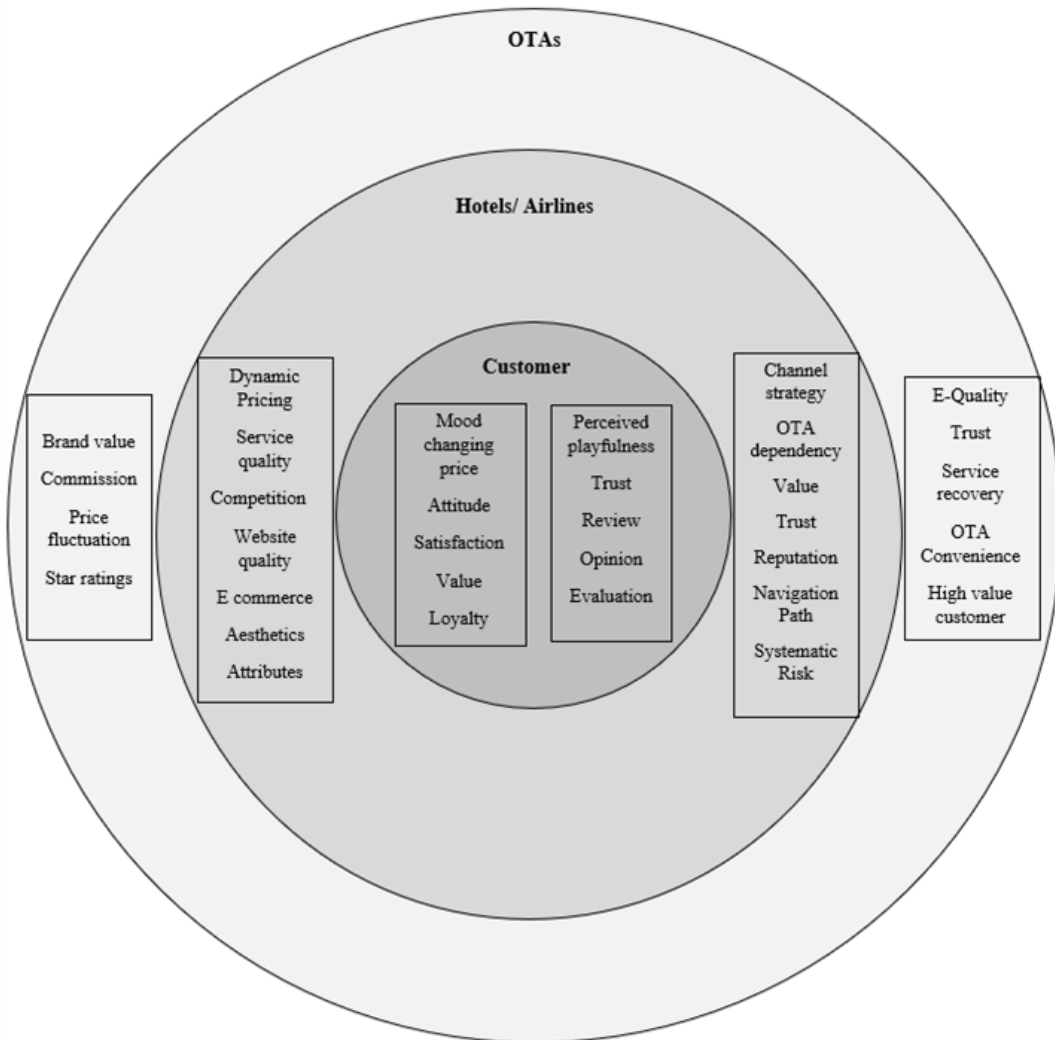 OTAs
Hotels/ Airlines
Customer
Brand value
Commission
Price
fluctuation
Star ratings
Dynamic
Pricing
Service
quality
Competition
Website
quality
E commerce
Aesthetics
Attributes
Mood
changing
price
Attitude
Satisfaction
Value
Loyalty
Perceived
playfulness
Trust
Review
Opinion
Evaluation
Channel
strategy
OTA
dependency
Value
Trust
Reputation
Navigation
Path
Systematic
Risk
E-Quality
Trust
Service
recovery
OTA
Convenience
High value
customer